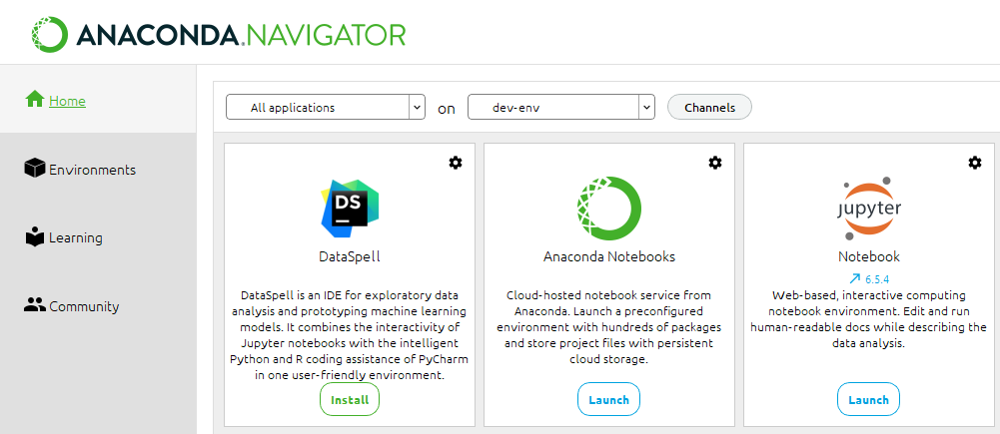 ANACONDA.NAVIGATOR
Home
All applications
on
dev-env
Channels
Environments
Learning
Community
DS
DataSpell
DataSpell is an IDE for exploratory data
analysis and prototyping machine learning
models. It combines the interactivity of
Jupyter notebooks with the intelligent
Python and R coding assistance of PyCharm
in one user-friendly environment.
Install
Anaconda Notebooks
Cloud-hosted notebook service from
Anaconda. Launch a preconfigured
environment with hundreds of packages
and store project files with persistent
cloud storage.
Launch
jupyter
Notebook
6.5.4
Web-based, interactive computing
notebook environment. Edit and run
human-readable docs while describing the
data analysis.
Launch